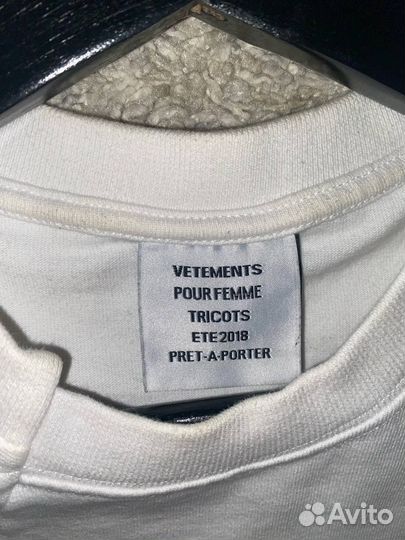 VETEMENTS
POUR FEMME
TRICOTS
ETE 2018
PRET-A-PORTER
Avito